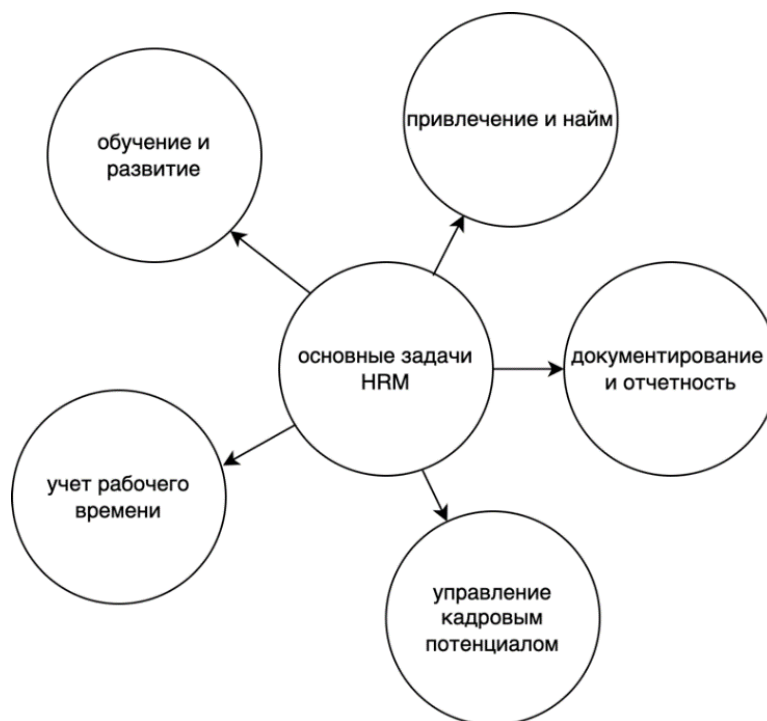 обучение и
развитие
привлечение и найм
основные задачи
HRM
документирование
и отчетность
учет рабочего
времени
управление
кадровым
потенциалом